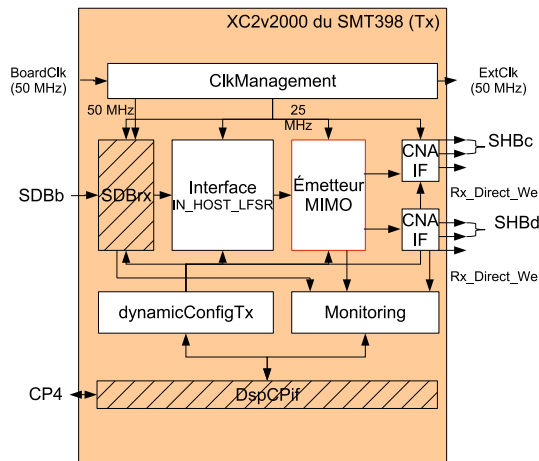 XC2v2000 du SMT398 (Tx)
BoardClk
(50 MHz)
ClkManagement
ExtClk
(50 MHz)
50 MHz
25
MHz
SDBb
SDBrx
Interface
IN_HOST_LFSR
Émetteur
MIMO
CNA
IF
SHBc
Rx_Direct_We
CNA
IF
SHBd
Rx_Direct_We
dynamicConfigTx
Monitoring
CP4
DspCPif